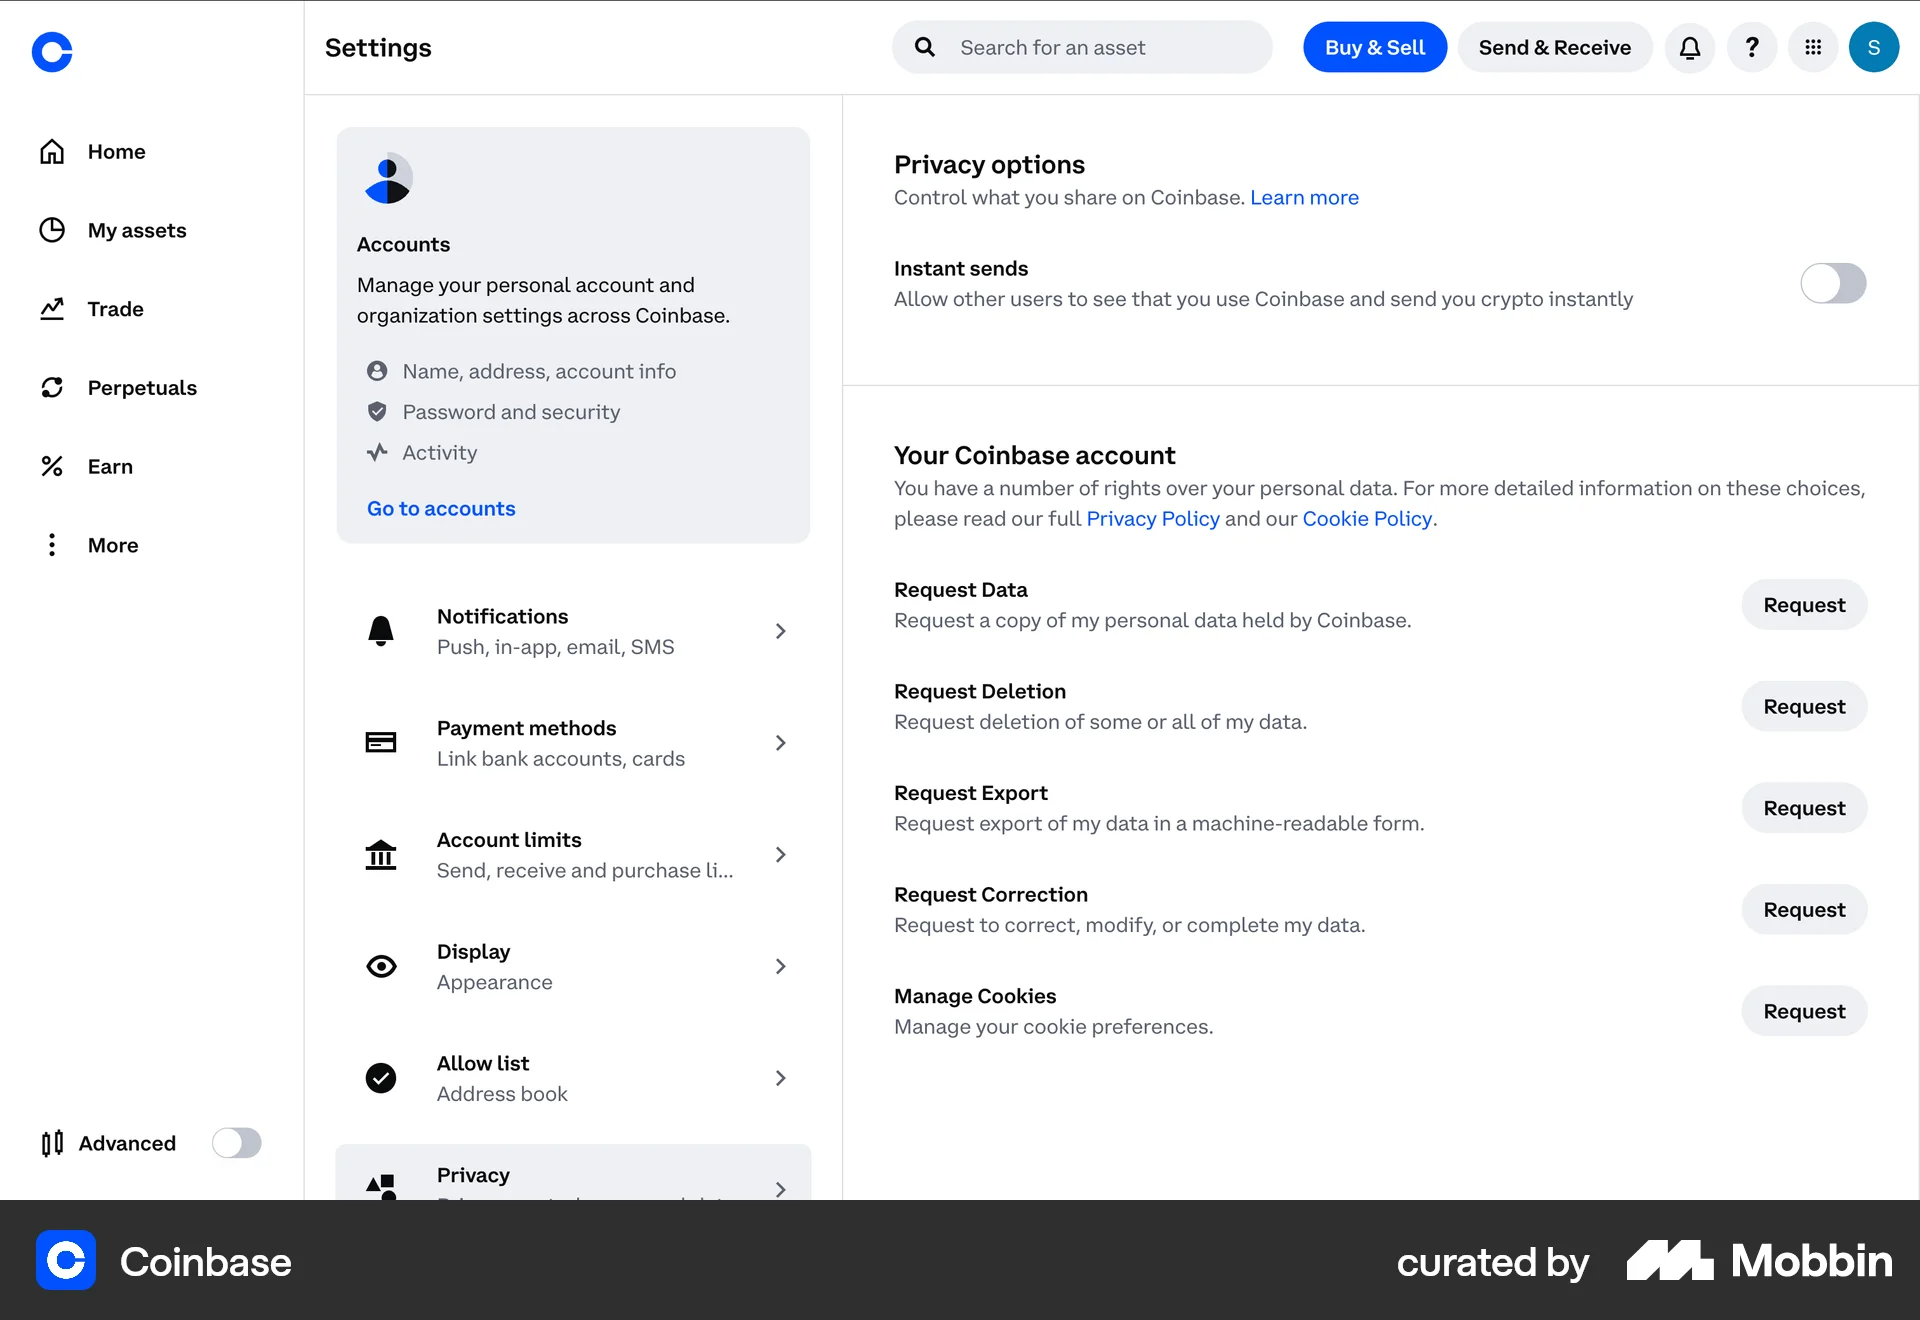 Settings
Search for an asset
Buy & Sell
Send & Receive
?
S
Home
My assets
Trade
Perpetuals
Earn
More
Advanced
Accounts
Manage your personal account and
organization settings across Coinbase.
Name, address, account info
Password and security
Activity
Go to accounts
Notifications
Push, in-app, email, SMS
Payment methods
Link bank accounts, cards
Account limits
Send, receive and purchase li...
Display
Appearance
Allow list
Address book
Privacy
Privacy options
Control what you share on Coinbase. Learn more
Instant sends
Allow other users to see that you use Coinbase and send you crypto instantly
Your Coinbase account
You have a number of rights over your personal data. For more detailed information on these choices,
please read our full Privacy Policy and our Cookie Policy.
Request Data
Request a copy of my personal data held by Coinbase.
Request
Request Deletion
Request deletion of some or all of my data.
Request
Request Export
Request export of my data in a machine-readable form.
Request
Request Correction
Request to correct, modify, or complete my data.
Request
Manage Cookies
Manage your cookie preferences.
Request
Coinbase
curated by
Mobbin